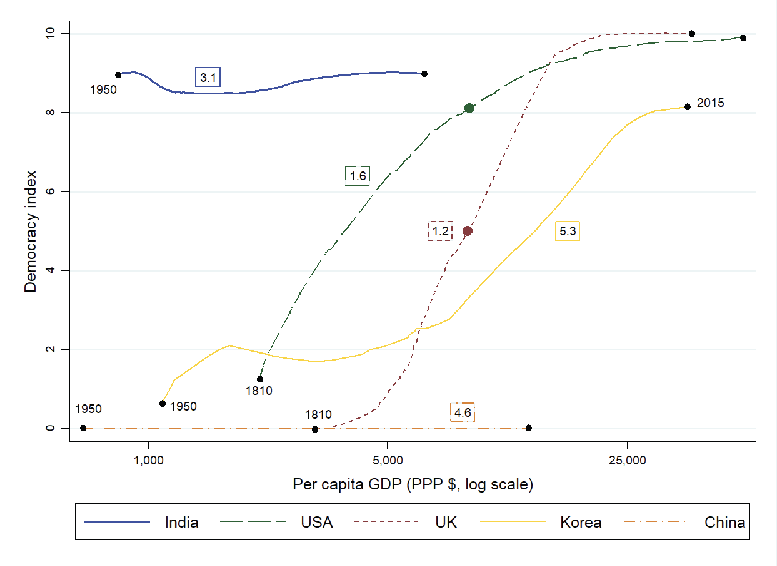 10
8
6
4
2
0
Democracy index
1950
3.1
1.6
1.2
5.3
2015
1950
1950
1810
1810
4.6
1,000
5,000
25,000
Per capita GDP (PPP $, log scale)
India
USA
UK
Korea
China